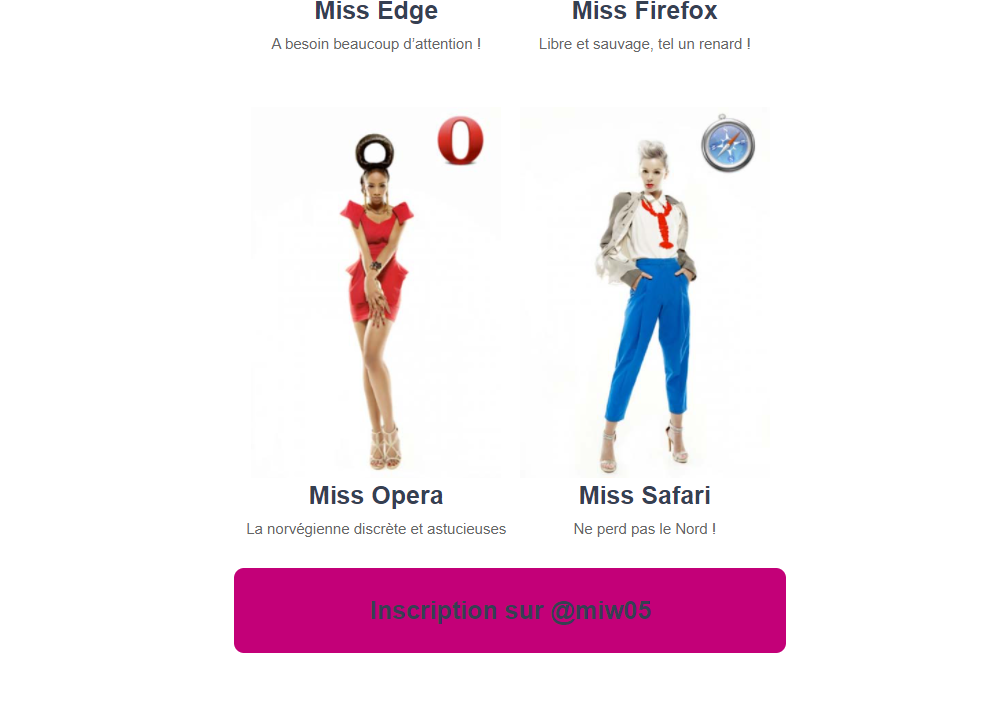 Miss Edge
Miss Firefox
A besoin beaucoup d'attention !
Libre et sauvage, tel un renard !
Miss Opera
Miss Safari
La norvégienne discrète et astucieuses
Ne perd pas le Nord !
Inscription sur @miw05